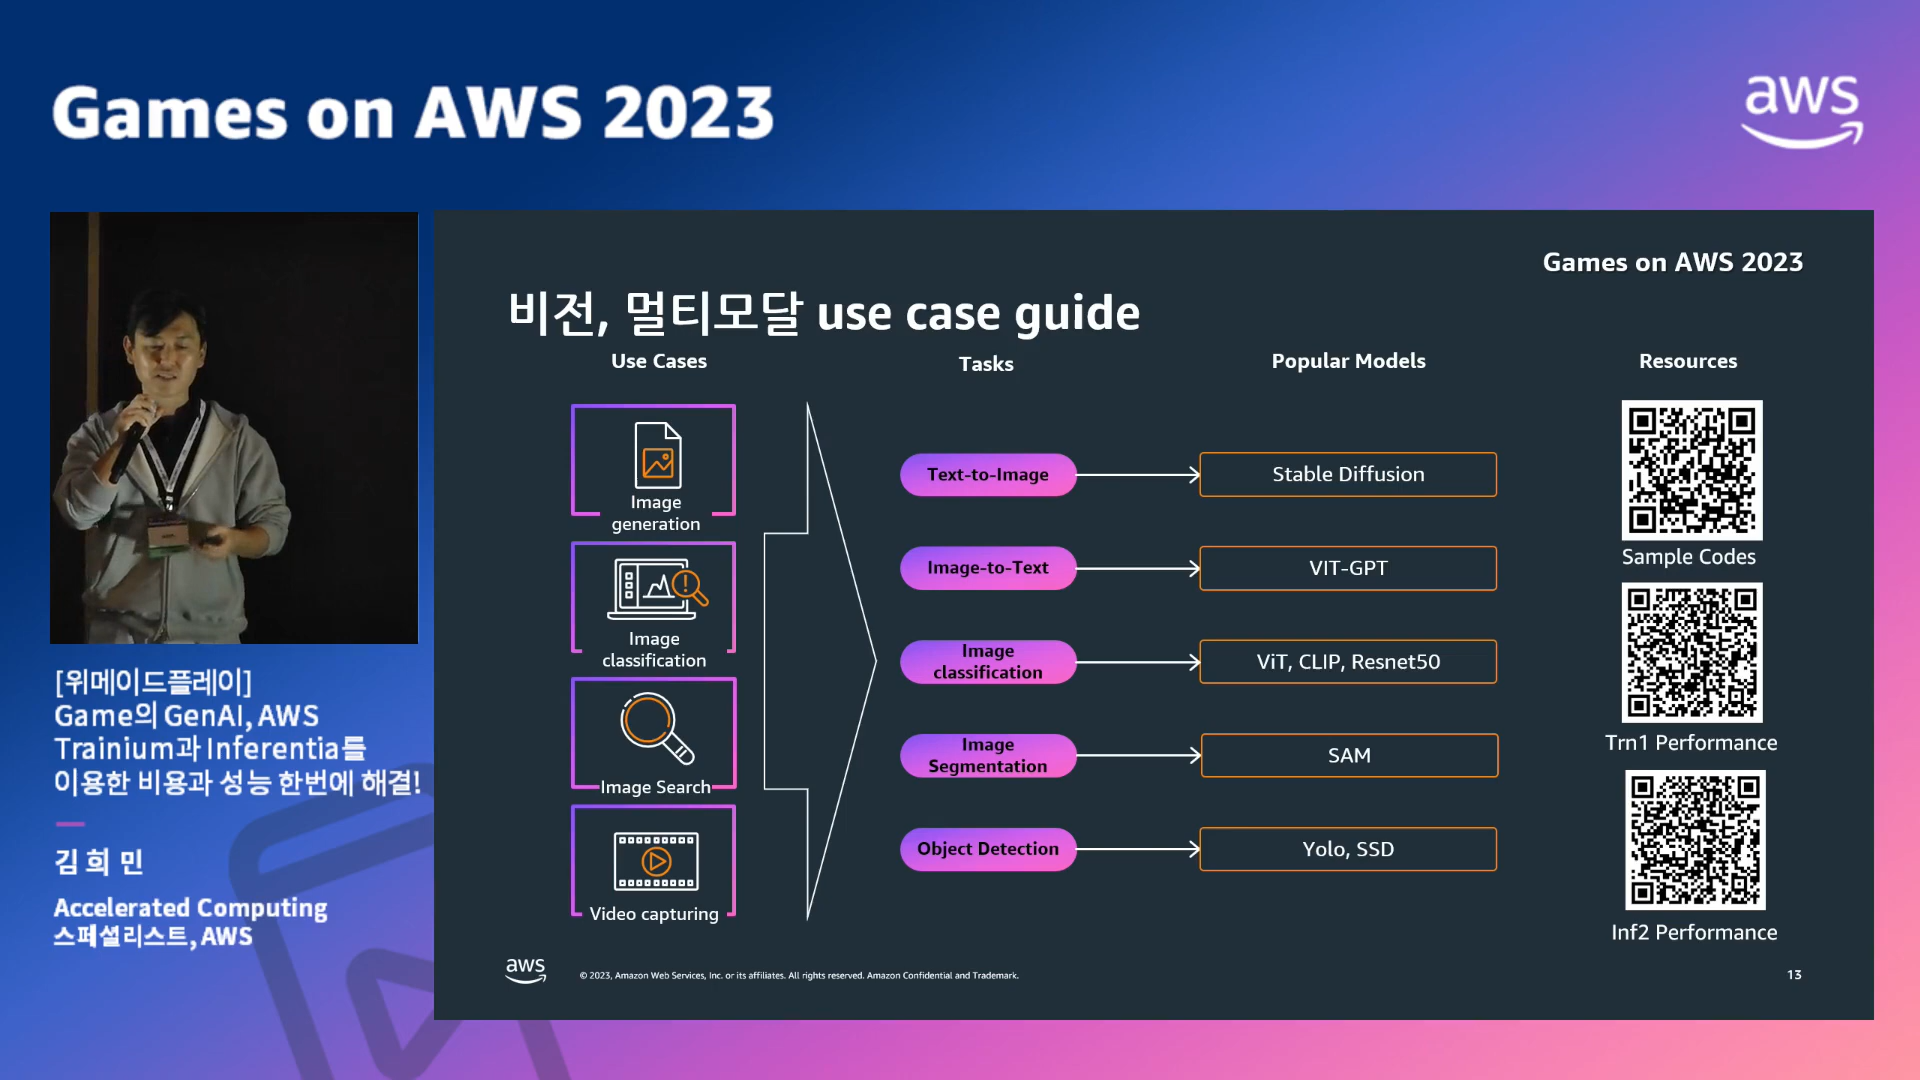 Games on AWS 2023
aws
[위메이드플레이]
Game의 GenAI, AWS
Trainium과 Inferentia를
이용한 비용과 성능 한번에 해결!
김 희 민
Accelerated Computing
스페셜리스트, AWS
Games on AWS 2023
비전, 멀티모달 use case guide
Use Cases
Tasks
Popular Models
Resources
Image
generation
Image
classification
Image Search
Video capturing
Text-to-Image
Stable Diffusion
Image-to-Text
VIT-GPT
Image
classification
ViT, CLIP, Resnet50
Image
Segmentation
SAM
Object Detection
Yolo, SSD
Sample Codes
Trn1 Performance
Inf2 Performance
aws
© 2023, Amazon Web Services, Inc. or its affiliates. All rights reserved. Amazon Confidential and Trademark.
13